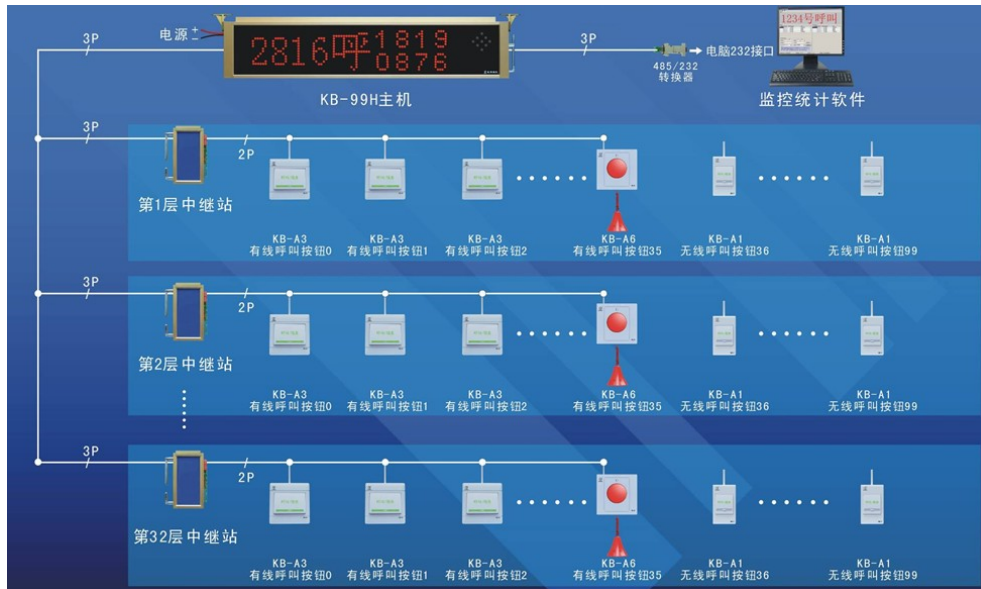 3P
电源 + -
2816呼
1819
0876
3P
485/232
转换器
电脑232接口
1234号呼叫
KB-99H主机
监控统计软件
3P
2P
第1层中继站
KB-A3
有线呼叫按钮0
KB-A3
有线呼叫按钮1
KB-A3
有线呼叫按钮2
KB-A6
有线呼叫按钮35
KB-A1
无线呼叫按钮36
KB-A1
无线呼叫按钮99
3P
2P
第2层中继站
KB-A3
有线呼叫按钮0
KB-A3
有线呼叫按钮1
KB-A3
有线呼叫按钮2
KB-A6
有线呼叫按钮35
KB-A1
无线呼叫按钮36
KB-A1
无线呼叫按钮99
3P
2P
第32层中继站
KB-A3
有线呼叫按钮0
KB-A3
有线呼叫按钮1
KB-A3
有线呼叫按钮2
KB-A6
有线呼叫按钮35
KB-A1
无线呼叫按钮36
KB-A1
无线呼叫按钮99